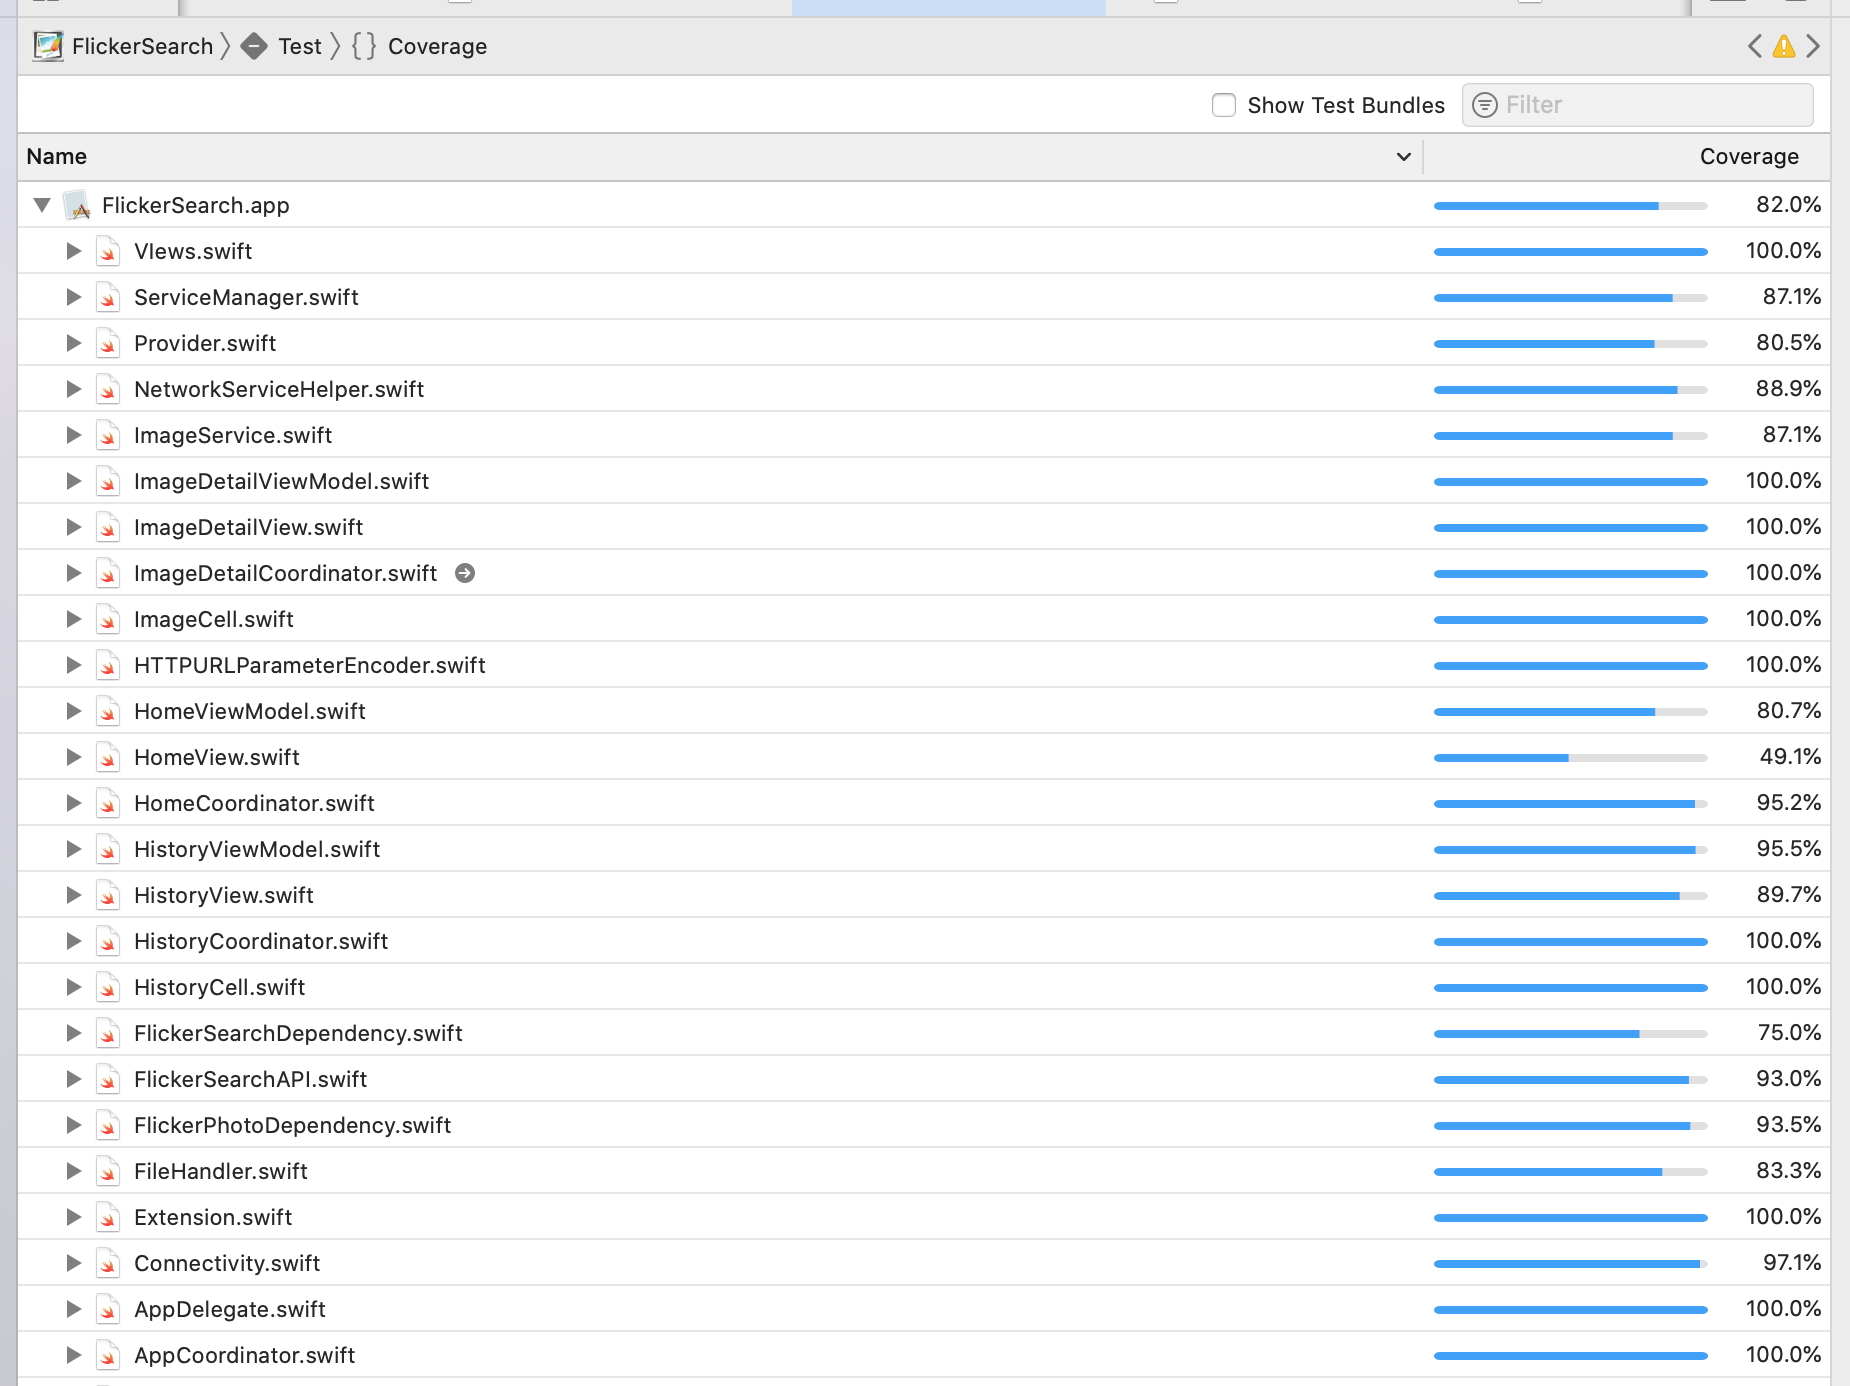 FlickerSearch 〉 Test 〉 {} Coverage
Show Test Bundles Filter
Name Coverage
FlickerSearch.app 82.0%
VIews.swift 100.0%
ServiceManager.swift 87.1%
Provider.swift 80.5%
NetworkServiceHelper.swift 88.9%
ImageService.swift 87.1%
ImageDetailViewModel.swift 100.0%
ImageDetailView.swift 100.0%
ImageDetailCoordinator.swift 100.0%
ImageCell.swift 100.0%
HTTPURLParameterEncoder.swift 100.0%
HomeViewModel.swift 80.7%
HomeView.swift 49.1%
HomeCoordinator.swift 95.2%
HistoryViewModel.swift 95.5%
HistoryView.swift 89.7%
HistoryCoordinator.swift 100.0%
HistoryCell.swift 100.0%
FlickerSearchDependency.swift 75.0%
FlickerSearchAPI.swift 93.0%
FlickerPhotoDependency.swift 93.5%
FileHandler.swift 83.3%
Extension.swift 100.0%
Connectivity.swift 97.1%
AppDelegate.swift 100.0%
AppCoordinator.swift 100.0%